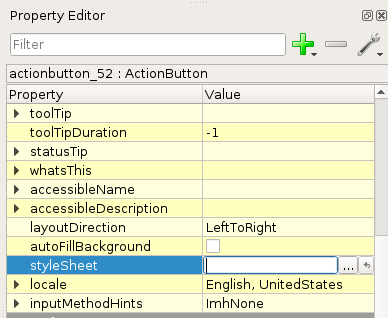 Property Editor
Filter
actionbutton_52 : ActionButton
Property Value
toolTip
toolTipDuration -1
statusTip
whatsThis
accessibleName
accessibleDescription
layoutDirection LeftToRight
autoFillBackground
styleSheet ...
locale English, UnitedStates
inputMethodHints ImhNone